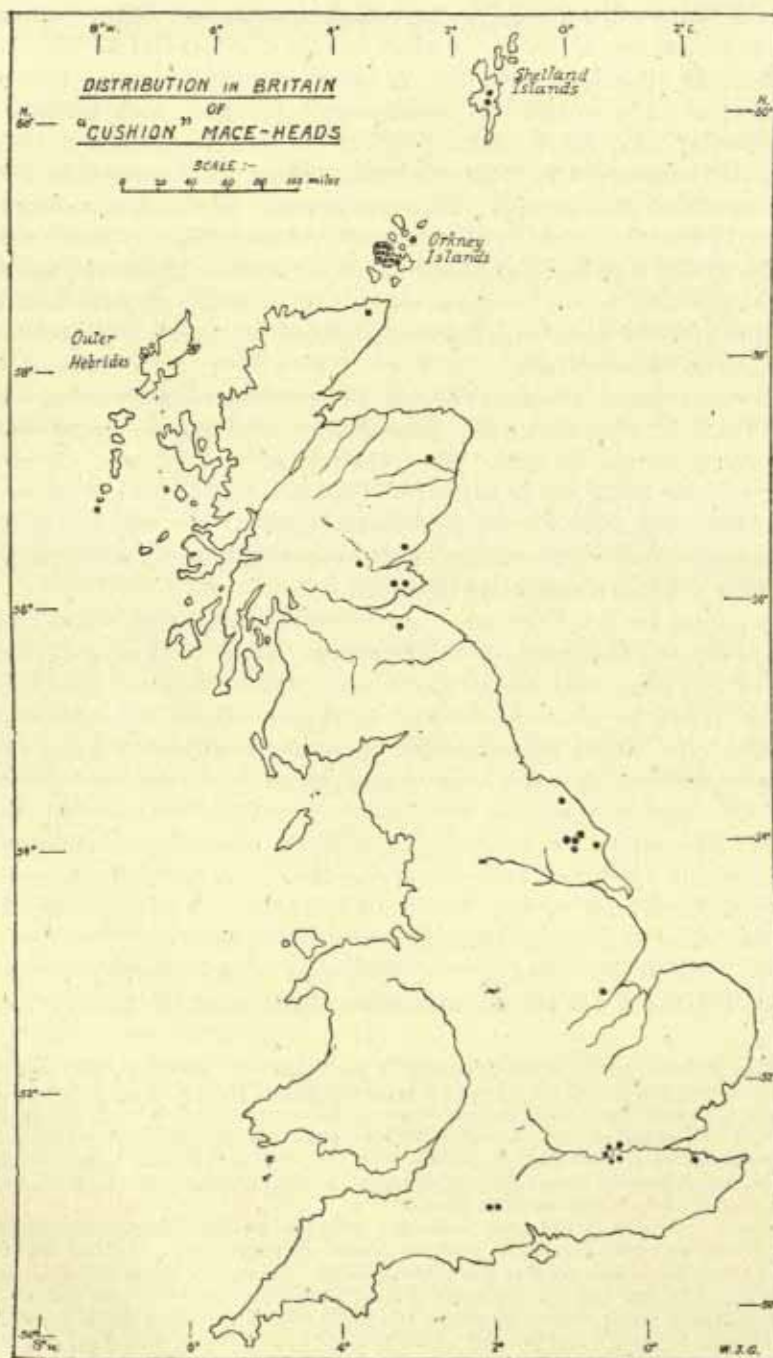 8° W. 6° 4° 2° 0° 2° E.
DISTRIBUTION IN BRITAIN
OF
"CUSHION" MACE-HEADS
SCALE :-
0 20 40 60 80 100 miles
Shetland
Islands
N. 60° N. 60°
Orkney
Islands
Outer
Hebrides
58° 58°
56° 56°
54° 54°
52° 52°
50° 50°
8° W. 6° 4° 2° 0° W.J.G.